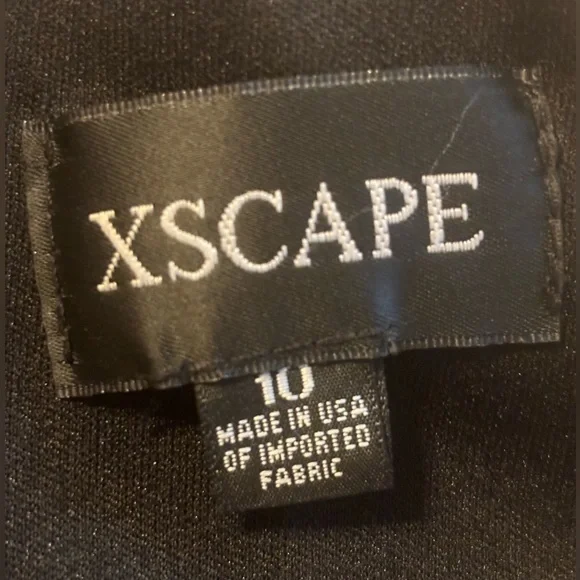 XSCAPE
10
MADE IN USA
OF IMPORTED
FABRIC